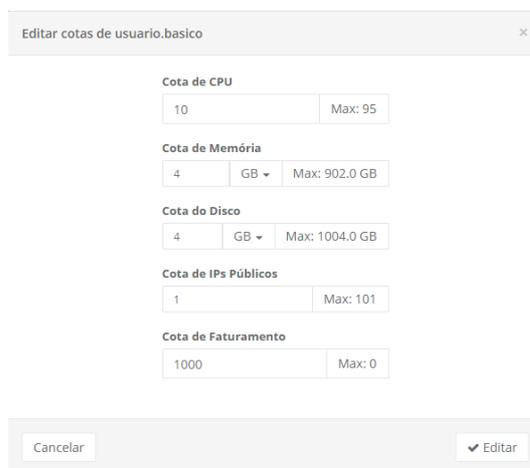 Editar cotas de usuario.basico ×
Cota de CPU
10 Max: 95
Cota de Memória
4 GB Max: 902.0 GB
Cota do Disco
4 GB Max: 1004.0 GB
Cota de IPs Públicos
1 Max: 101
Cota de Faturamento
1000 Max: 0
Cancelar Editar